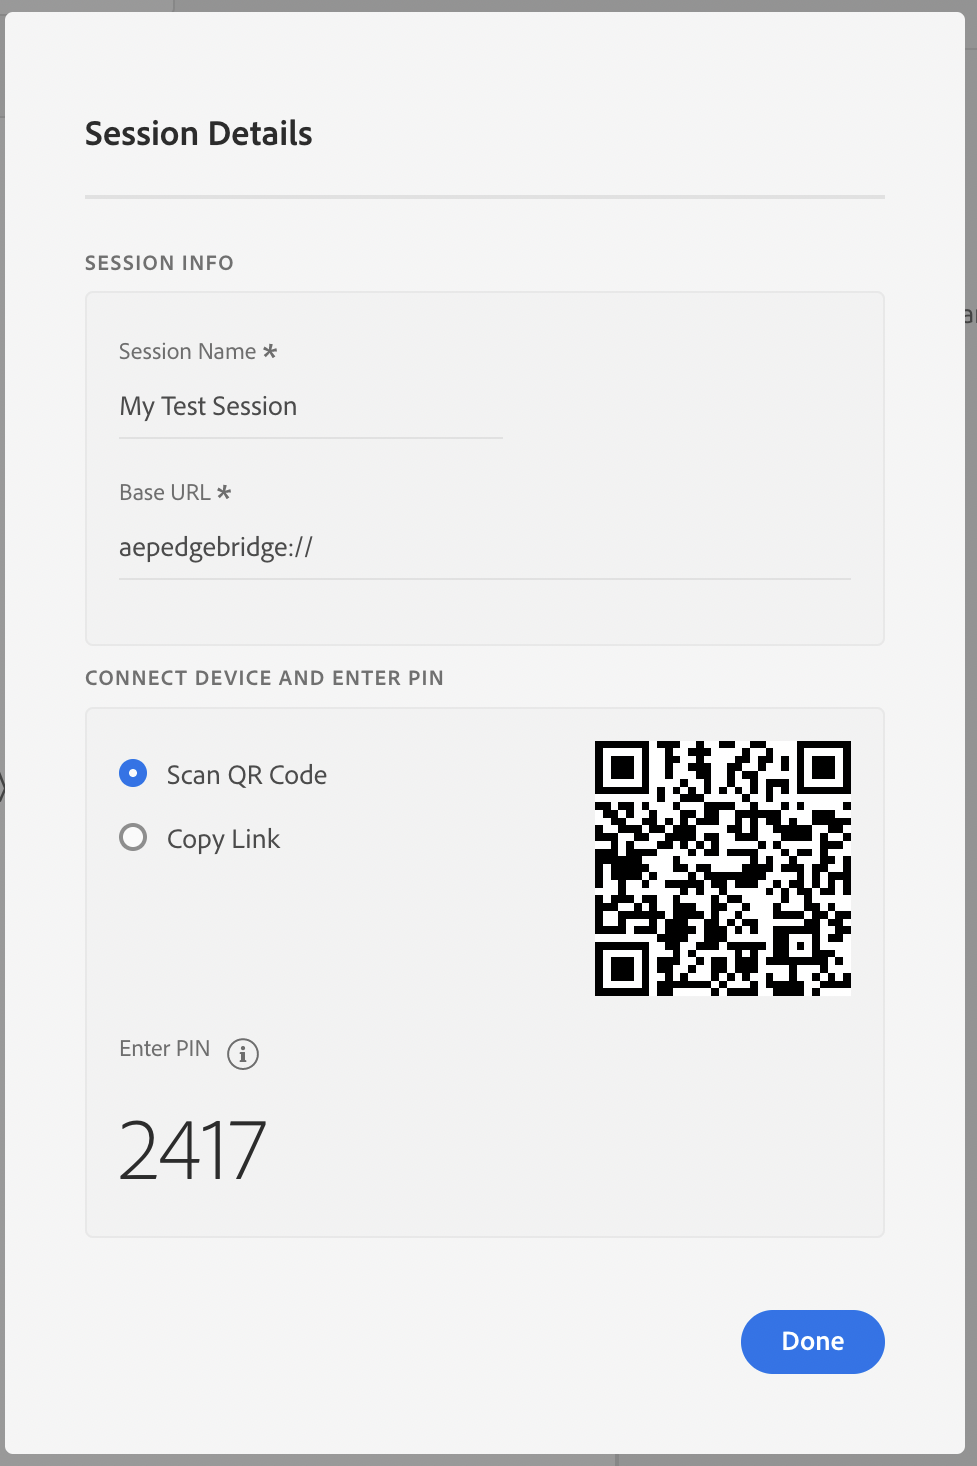 Session Details
SESSION INFO
Session Name *
My Test Session
Base URL *
aepedgebridge://
CONNECT DEVICE AND ENTER PIN
Scan QR Code
Copy Link
Enter PIN
2417
Done